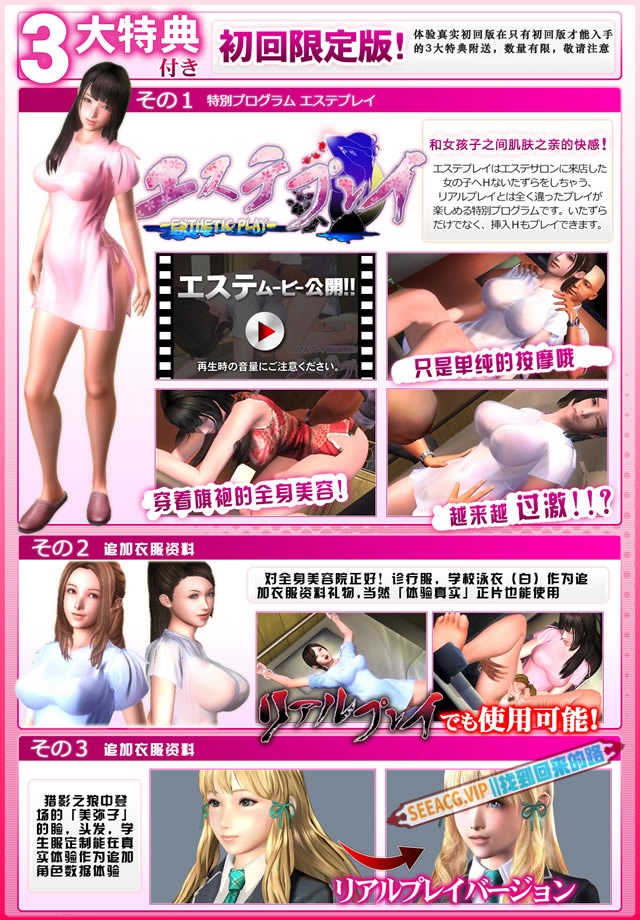 3大特典付き
初回限定版!
体验真实初回版在只有初回版才能入手
的3大特典附送，数量有限，敬请注意
その1 特別プログラム エステプレイ
エステプレイ
-ESTHETIC PLAY-
和女孩子之间肌肤之亲的快感!
エステプレイはエステサロンに来店した
女の子へHないたずらをしちゃう、
リアルプレイとは全く違ったプレイが
楽しめる特別プログラムです。いたずら
だけでなく、挿入Hもプレイできます。
エステムービー公開!!
再生時の音量にご注意ください。
只是单纯的按摩哦
穿着旗袍的全身美容!
越来越过激!!?
その2 追加衣服资料
对全身美容院正好！诊疗服，学校泳衣（白）作为追
加衣服资料礼物,当然「体验真实」正片也能使用
リアルプレイでも使用可能!
その3 追加衣服资料
猎影之狼中登
场的「美弥子」
的脸，头发，学
生服定制能在真
实体验作为追加
角色数据体验
SEEACG.VIP||找到回来的路
リアルプレイバージョン